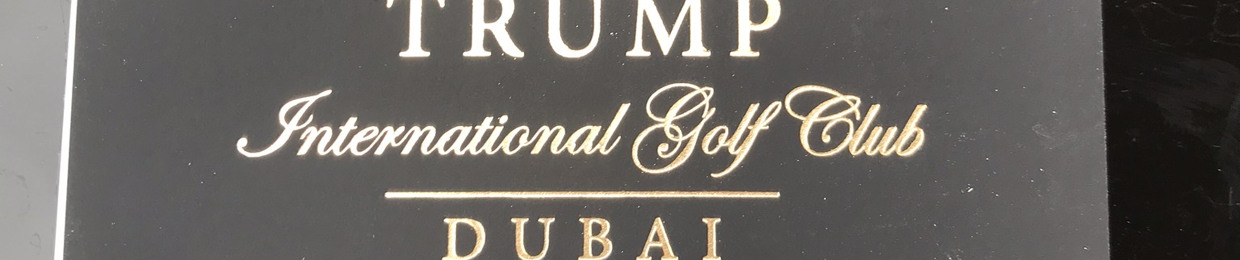 TRUMP
International Golf Club
DUBAI